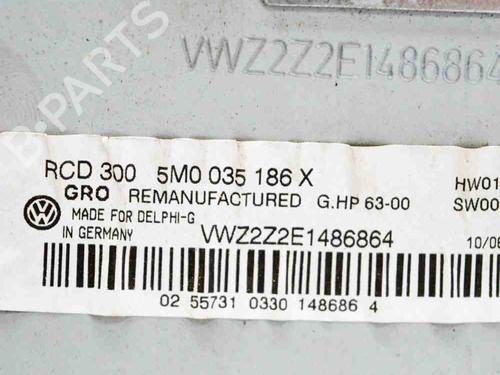 VWZ2Z2E1486864
B-PARTS
RCD 300 5M0 035 186 X
HW01
GRO REMANUFACTURED G.HP 63-00
SW00
MADE FOR DELPHI-G
IN GERMANY
VWZ2Z2E1486864
10/08
02 55731 0330 148686 4